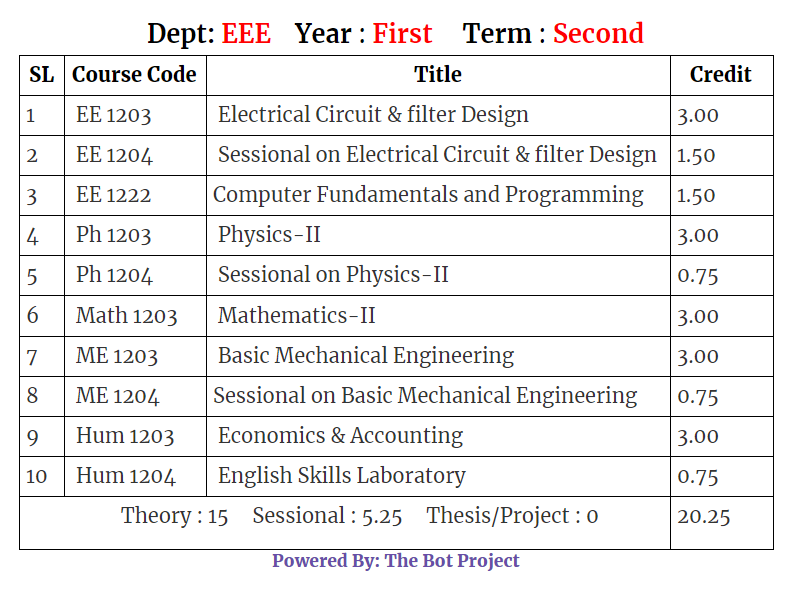 Dept: EEE Year : First Term : Second
SL Course Code Title Credit
1 EE 1203 Electrical Circuit & filter Design 3.00
2 EE 1204 Sessional on Electrical Circuit & filter Design 1.50
3 EE 1222 Computer Fundamentals and Programming 1.50
4 Ph 1203 Physics-II 3.00
5 Ph 1204 Sessional on Physics-II 0.75
6 Math 1203 Mathematics-II 3.00
7 ME 1203 Basic Mechanical Engineering 3.00
8 ME 1204 Sessional on Basic Mechanical Engineering 0.75
9 Hum 1203 Economics & Accounting 3.00
10 Hum 1204 English Skills Laboratory 0.75
Theory : 15 Sessional : 5.25 Thesis/Project : 0 20.25
Powered By: The Bot Project